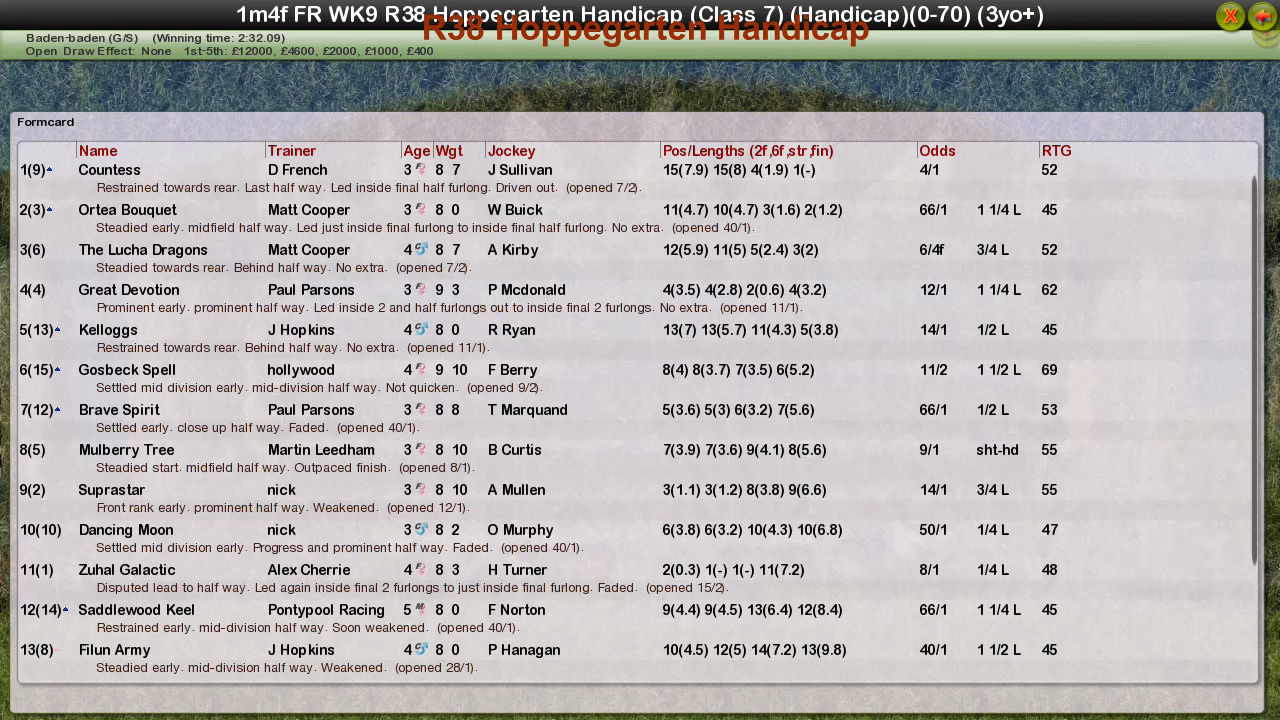 1m4f FR WK9 R38 Hoppegarten Handicap (Class 7) (Handicap)(0-70) (3yo+)
R38 Hoppegarten Handicap
Baden-baden (G/S) (Winning time: 2:32.09)
Open Draw Effect: None 1st-5th: £12000, £4600, £2000, £1000, £400
Formcard
Name Trainer Age Wgt Jockey Pos/Lengths (2f,6f,str,fin) Odds RTG
1(9) Countess D French 3 8 7 J Sullivan 15(7.9) 15(8) 4(1.9) 1(-) 4/1 52
Restrained towards rear. Last half way. Led inside final half furlong. Driven out. (opened 7/2).
2(3) Ortea Bouquet Matt Cooper 3 8 0 W Buick 11(4.7) 10(4.7) 3(1.6) 2(1.2) 66/1 1 1/4 L 45
Steadied early. midfield half way. Led just inside final furlong to inside final half furlong. No extra. (opened 40/1).
3(6) The Lucha Dragons Matt Cooper 4 8 7 A Kirby 12(5.9) 11(5) 5(2.4) 3(2) 6/4f 3/4 L 52
Steadied towards rear. Behind half way. No extra. (opened 7/2).
4(4) Great Devotion Paul Parsons 3 9 3 P Mcdonald 4(3.5) 4(2.8) 2(0.6) 4(3.2) 12/1 1 1/4 L 62
Prominent early. prominent half way. Led inside 2 and half furlongs out to inside final 2 furlongs. No extra. (opened 11/1).
5(13) Kelloggs J Hopkins 4 8 0 R Ryan 13(7) 13(5.7) 11(4.3) 5(3.8) 14/1 1/2 L 45
Restrained towards rear. Behind half way. No extra. (opened 11/1).
6(15) Gosbeck Spell hollywood 4 9 10 F Berry 8(4) 8(3.7) 7(3.5) 6(5.2) 11/2 1 1/2 L 69
Settled mid division early. mid-division half way. Not quicken. (opened 9/2).
7(12) Brave Spirit Paul Parsons 3 8 8 T Marquand 5(3.6) 5(3) 6(3.2) 7(5.6) 66/1 1/2 L 53
Settled early. close up half way. Faded. (opened 40/1).
8(5) Mulberry Tree Martin Leedham 3 8 10 B Curtis 7(3.9) 7(3.6) 9(4.1) 8(5.6) 9/1 sht-hd 55
Steadied start. midfield half way. Outpaced finish. (opened 8/1).
9(2) Suprastar nick 3 8 10 A Mullen 3(1.1) 3(1.2) 8(3.8) 9(6.6) 14/1 3/4 L 55
Front rank early. prominent half way. Weakened. (opened 12/1).
10(10) Dancing Moon nick 3 8 2 O Murphy 6(3.8) 6(3.2) 10(4.3) 10(6.8) 50/1 1/4 L 47
Settled mid division early. Progress and prominent half way. Faded. (opened 40/1).
11(1) Zuhal Galactic Alex Cherrie 4 8 3 H Turner 2(0.3) 1(-) 1(-) 11(7.2) 8/1 1/4 L 48
Disputed lead to half way. Led again inside final 2 furlongs to just inside final furlong. Faded. (opened 15/2).
12(14) Saddlewood Keel Pontypool Racing 5 8 0 F Norton 9(4.4) 9(4.5) 13(6.4) 12(8.4) 66/1 1 1/4 L 45
Restrained early. mid-division half way. Soon weakened. (opened 40/1).
13(8) Filun Army J Hopkins 4 8 0 P Hanagan 10(4.5) 12(5) 14(7.2) 13(9.8) 40/1 1 1/2 L 45
Steadied early. mid-division half way. Weakened. (opened 28/1).